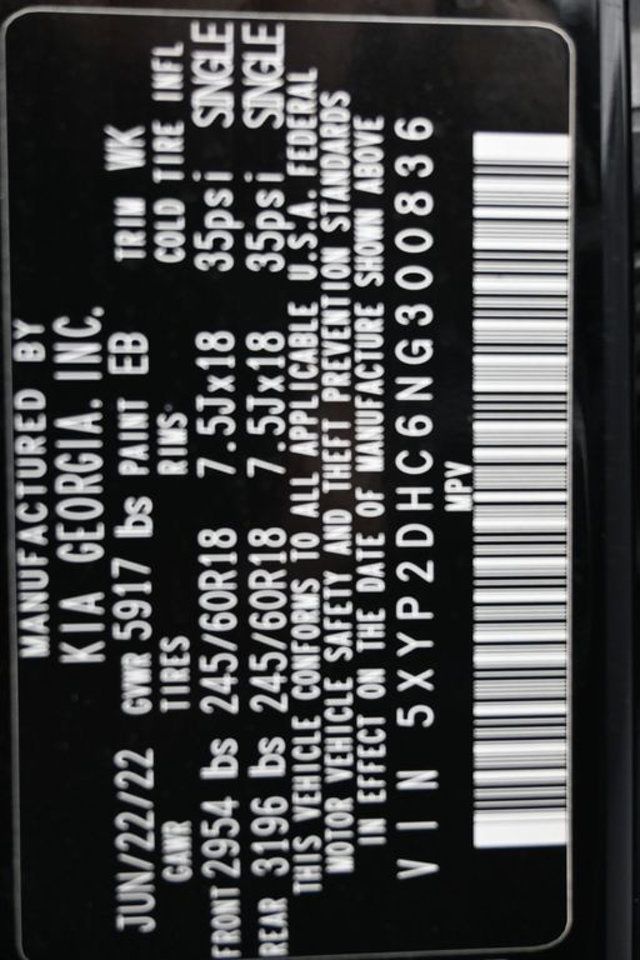 MANUFACTURED BY
KIA GEORGIA, INC.
JUN/22/22 GVWR 5917 lbs PAINT EB TRIM WK
GAWR TIRES RIMS COLD TIRE INFL
FRONT 2954 lbs 245/60R18 7.5Jx18 35psi SINGLE
REAR 3196 lbs 245/60R18 7.5Jx18 35psi SINGLE
THIS VEHICLE CONFORMS TO ALL APPLICABLE U.S.A. FEDERAL
MOTOR VEHICLE SAFETY AND THEFT PREVENTION STANDARDS
IN EFFECT ON THE DATE OF MANUFACTURE SHOWN ABOVE
VIN 5XYP2DHC6NG300836
MPV